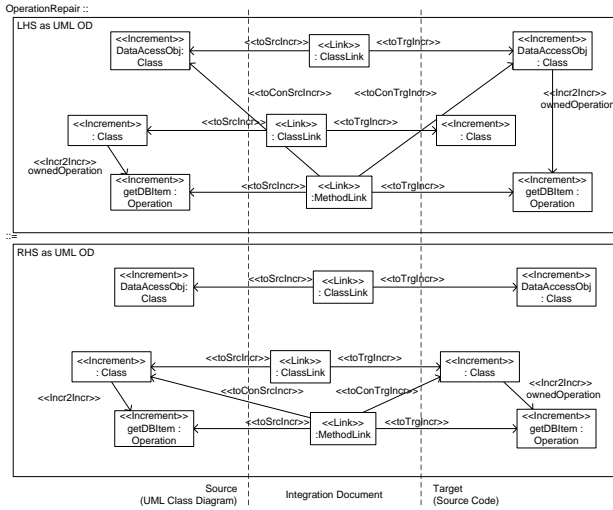 OperationRepair ::
LHS as UML OD
<<Increment>>
DataAcessObj:
Class
<<toSrcIncr>>
<<Link>>
: ClassLink
<<toTrgIncr>>
<<Increment>>
DataAccessObj
: Class
<<toConSrcIncr>>
<<toConTrgIncr>>
<<Incr2Incr>>
ownedOperation
<<Increment>>
: Class
<<toSrcIncr>>
<<Link>>
: ClassLink
<<toTrgIncr>>
<<Increment>>
: Class
<<Incr2Incr>>
ownedOperation
<<Increment>>
getDBItem :
Operation
<<toSrcIncr>>
<<Link>>
:MethodLink
<<toTrgIncr>>
<<Increment>>
getDBItem :
Operation
::=
RHS as UML OD
<<Increment>>
DataAcessObj:
Class
<<toSrcIncr>>
<<Link>>
: ClassLink
<<toTrgIncr>>
<<Increment>>
DataAccessObj
: Class
<<Increment>>
: Class
<<toSrcIncr>>
<<Link>>
: ClassLink
<<toTrgIncr>>
<<Increment>>
: Class
<<Incr2Incr>>
<<toConSrcIncr>>
<<toConTrgIncr>>
<<Incr2Incr>>
ownedOperation
<<Increment>>
getDBItem :
Operation
<<toSrcIncr>>
<<Link>>
:MethodLink
<<toTrgIncr>>
<<Increment>>
getDBItem :
Operation
Source
(UML Class Diagram)
Integration Document
Target
(Source Code)